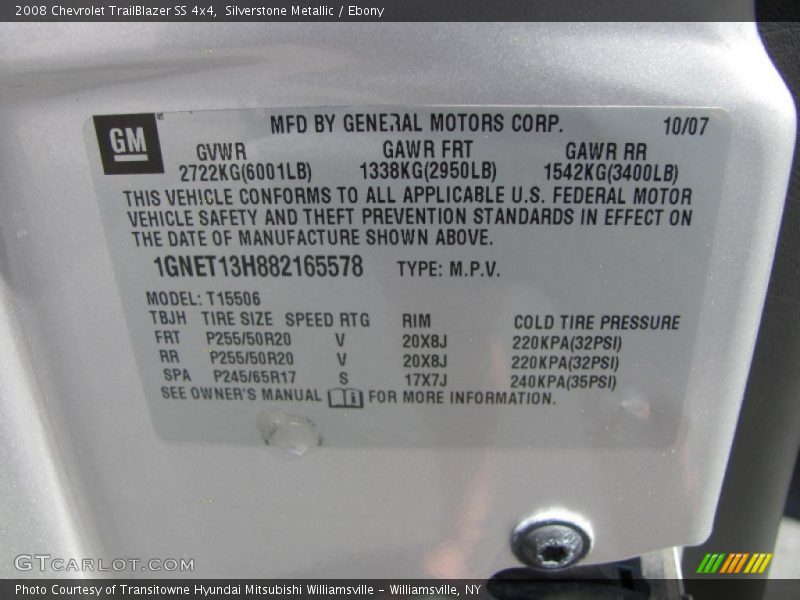 2008 Chevrolet TrailBlazer SS 4x4, Silverstone Metallic / Ebony
GM
MFD BY GENERAL MOTORS CORP. 10/07
GVWR GAWR FRT GAWR RR
2722KG(6001LB) 1338KG(2950LB) 1542KG(3400LB)
THIS VEHICLE CONFORMS TO ALL APPLICABLE U.S. FEDERAL MOTOR
VEHICLE SAFETY AND THEFT PREVENTION STANDARDS IN EFFECT ON
THE DATE OF MANUFACTURE SHOWN ABOVE.
1GNET13H882165578 TYPE: M.P.V.
MODEL: T15506
TBJH TIRE SIZE SPEED RTG RIM COLD TIRE PRESSURE
FRT P255/50R20 V 20X8J 220KPA(32PSI)
RR P255/50R20 V 20X8J 220KPA(32PSI)
SPA P245/65R17 S 17X7J 240KPA(35PSI)
SEE OWNER'S MANUAL FOR MORE INFORMATION.
GTCarLot.com
Photo Courtesy of Transitowne Hyundai Mitsubishi Williamsville – Williamsville, NY